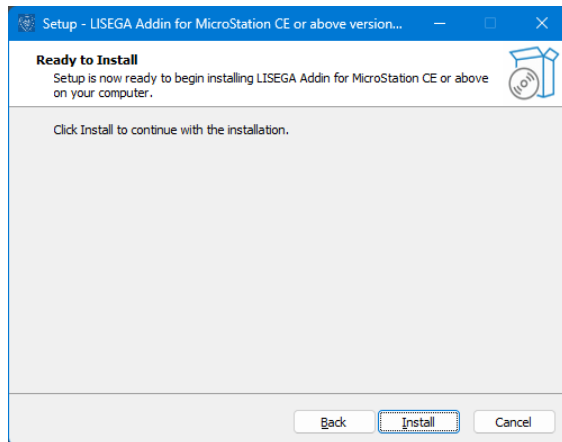 Setup - LISEGA Addin for MicroStation CE or above version...
Ready to Install
Setup is now ready to begin installing LISEGA Addin for MicroStation CE or above
on your computer.
Click Install to continue with the installation.
Back Install Cancel